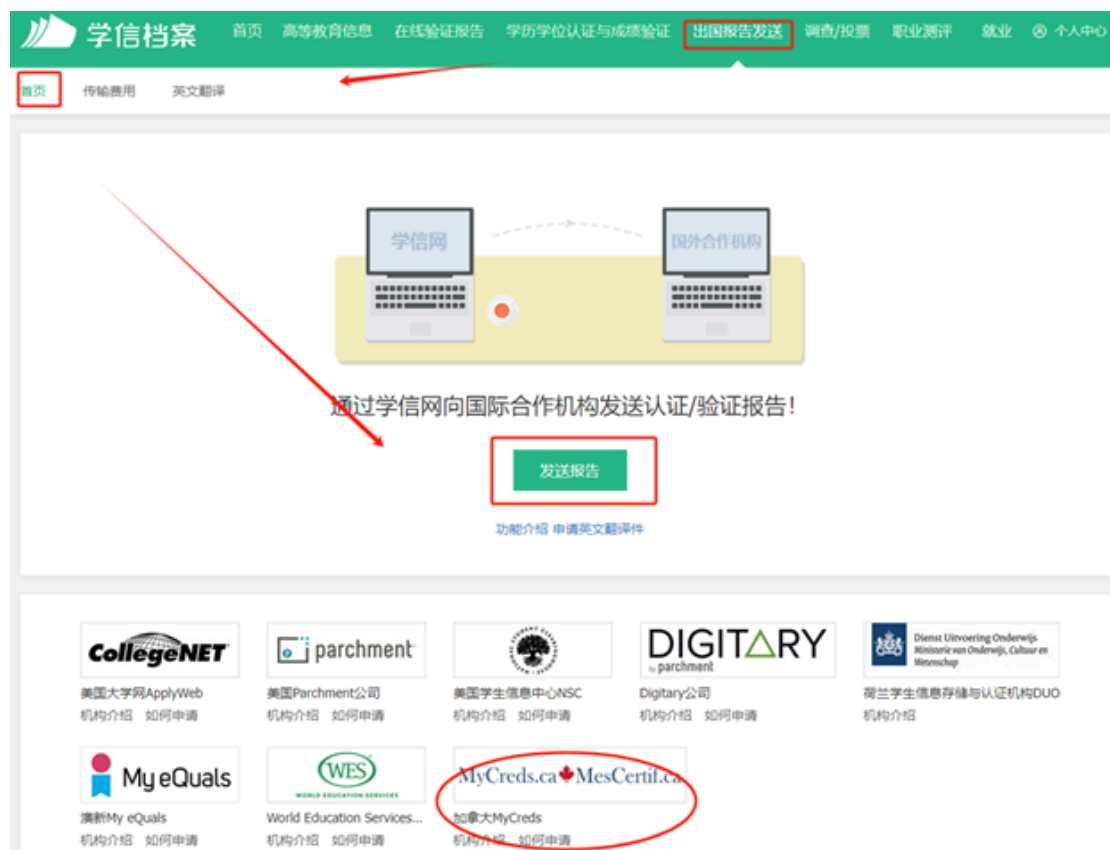 学信档案 首页 高等教育信息 在线验证报告 学历学位认证与成绩验证 出国报告发送 调查/投票 职业测评 就业 个人中心
首页 传输费用 英文翻译
学信网 国外合作机构
通过学信网向国际合作机构发送认证/验证报告!
发送报告
功能介绍 申请英文翻译件
CollegeNET parchment DIGITARY by parchment Dienst Uitvoering Onderwijs
Ministerie van Onderwijs, Cultuur en
Wetenschap
美国大学网ApplyWeb 美国Parchment公司 美国学生信息中心NSC Digitary公司 荷兰学生信息存储与认证机构DUO
机构介绍 如何申请 机构介绍 如何申请 机构介绍 如何申请 机构介绍 如何申请 机构介绍
My eQuals WES WORLD EDUCATION SERVICES MyCreds.ca MesCertif.ca
澳新My eQuals World Education Services... 加拿大MyCreds
机构介绍 如何申请 机构介绍 如何申请 机构介绍 如何申请